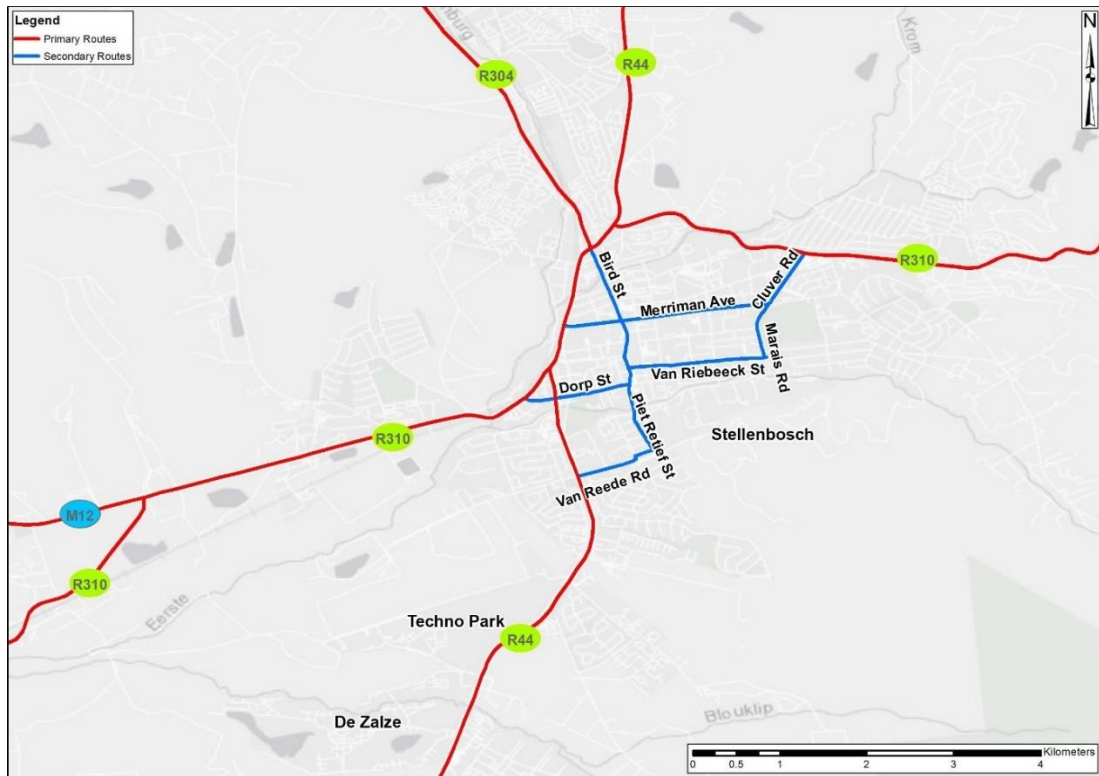 Legend
Primary Routes
Secondary Routes
N
Krom
R304
R44
Bird St
Cluver Rd
R310
Merriman Ave
Marais Rd
Van Riebeeck St
Dorp St
Piet Retief St
R310
Stellenbosch
Van Reede Rd
M12
R310
Eerste
Techno Park
R44
De Zalze
Blouklip
Kilometers
0 0.5 1 2 3 4